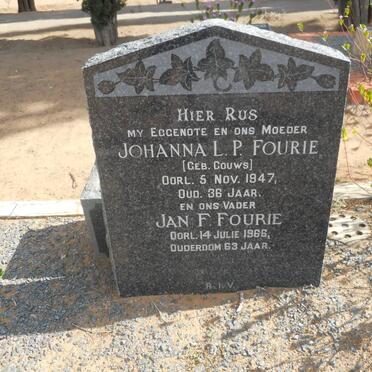 HIER RUS
MY EGGENOTE EN ONS MOEDER
JOHANNA L. P. FOURIE
[GEB. GOUWS]
OORL. 5 NOV. 1947,
OUD. 36 JAAR.
EN ONS VADER
JAN F. FOURIE
OORL. 14 JULIE 1966,
OUDERDOM 63 JAAR.
R.I.V.